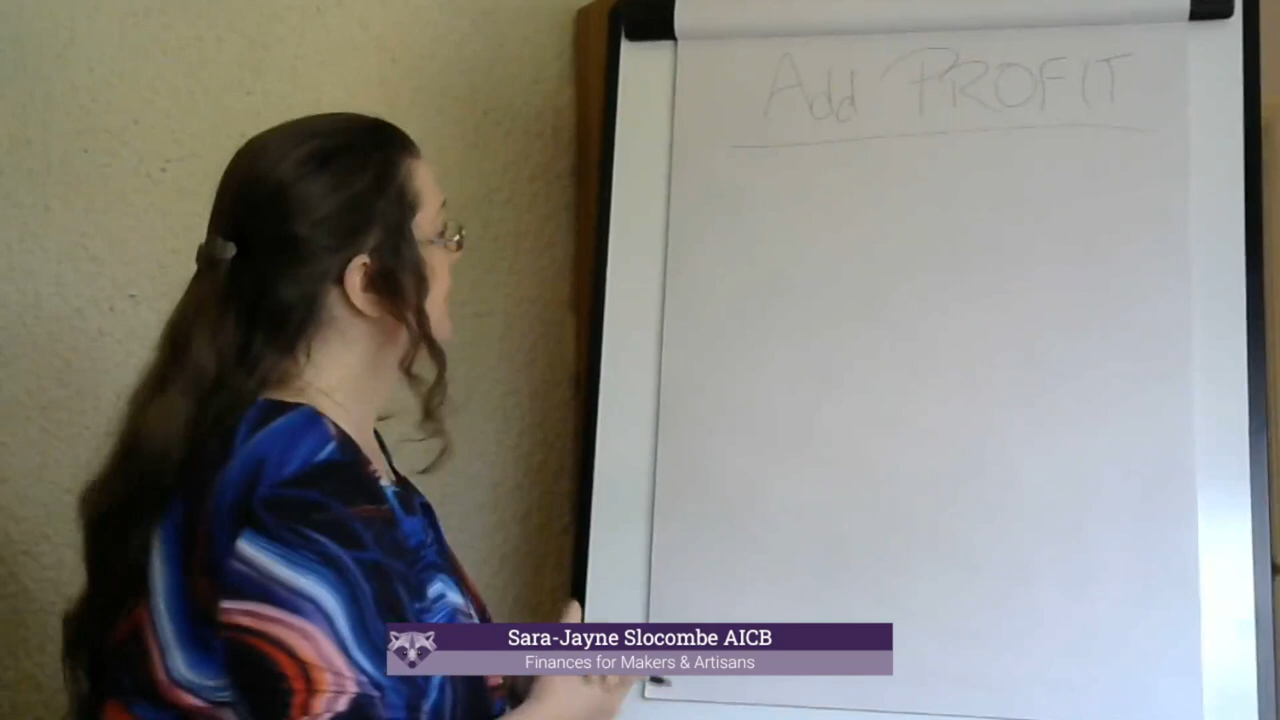 Add PROFIT
Sara-Jayne Slocombe AICB
Finances for Makers & Artisans